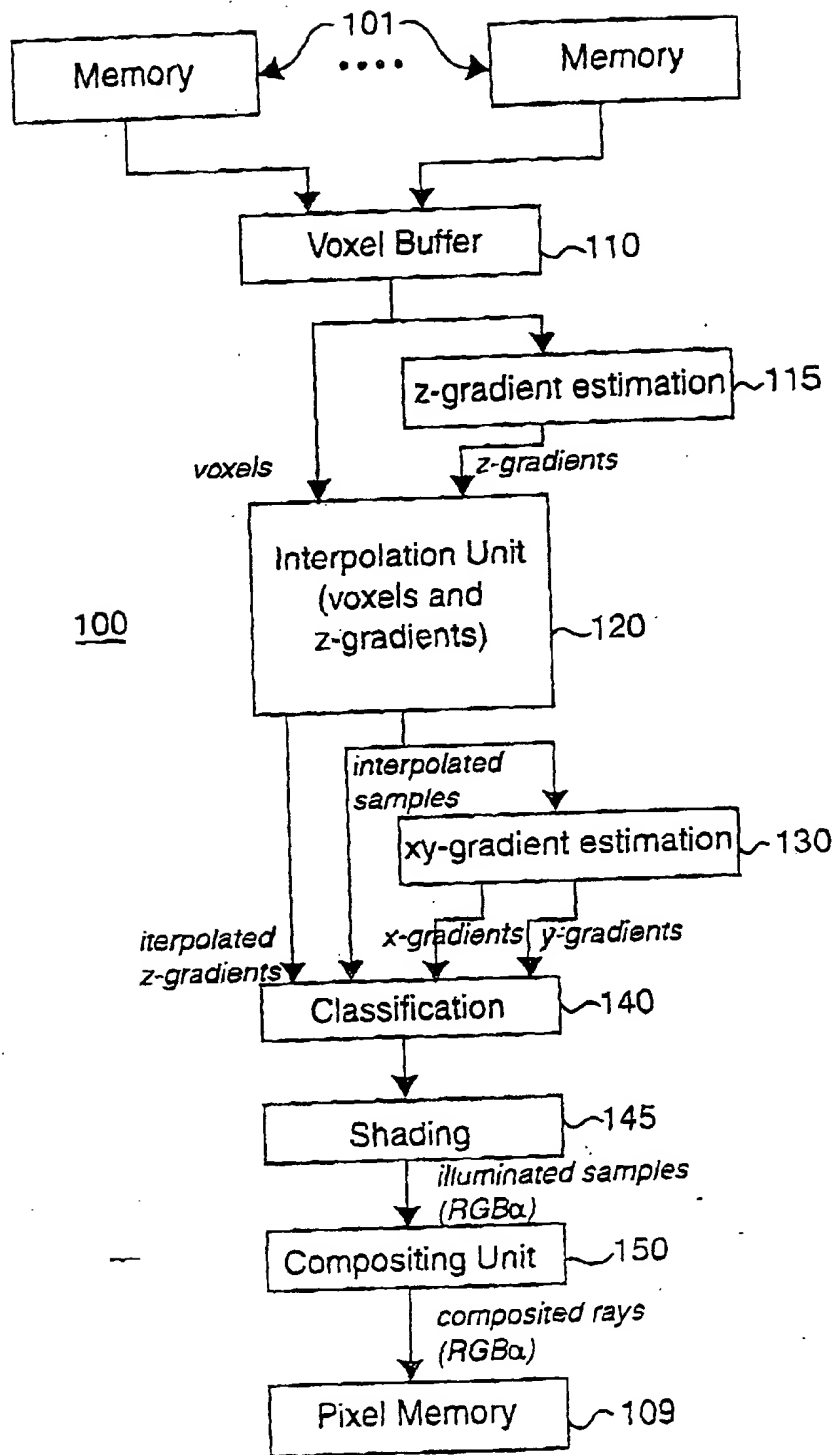 101
Memory
Memory
Voxel Buffer
110
z-gradient estimation
115
voxels
z-gradients
Interpolation Unit
(voxels and
z-gradients)
120
100
interpolated
samples
xy-gradient estimation
130
iterpolated
z-gradients
x-gradients
y-gradients
Classification
140
Shading
145
illuminated samples
(RGBα)
Compositing Unit
150
composited rays
(RGBα)
Pixel Memory
109